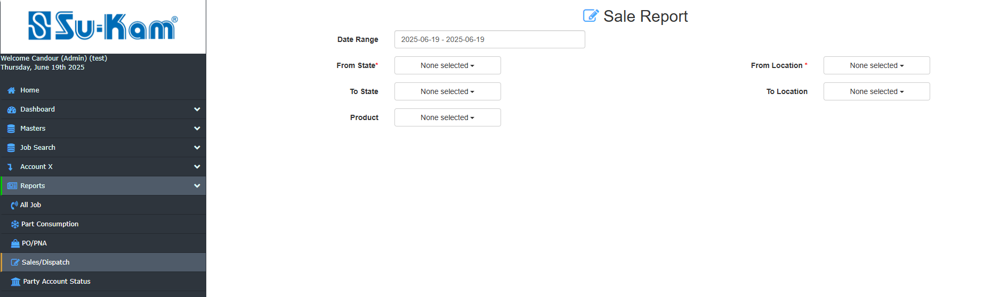 Su-Kam®
Welcome Candour (Admin) (test)
Thursday, June 19th 2025
Home
Dashboard
Masters
Job Search
Account X
Reports
All Job
Part Consumption
PO/PNA
Sales/Dispatch
Party Account Status
Sale Report
Date Range 2025-06-19 - 2025-06-19
From State* None selected From Location * None selected
To State None selected To Location None selected
Product None selected